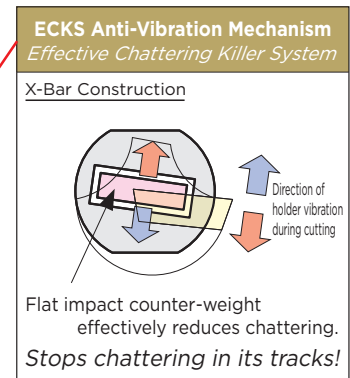 ECKS Anti-Vibration Mechanism
Effective Chattering Killer System
X-Bar Construction
Direction of
holder vibration
during cutting
Flat impact counter-weight
effectively reduces chattering.
Stops chattering in its tracks!